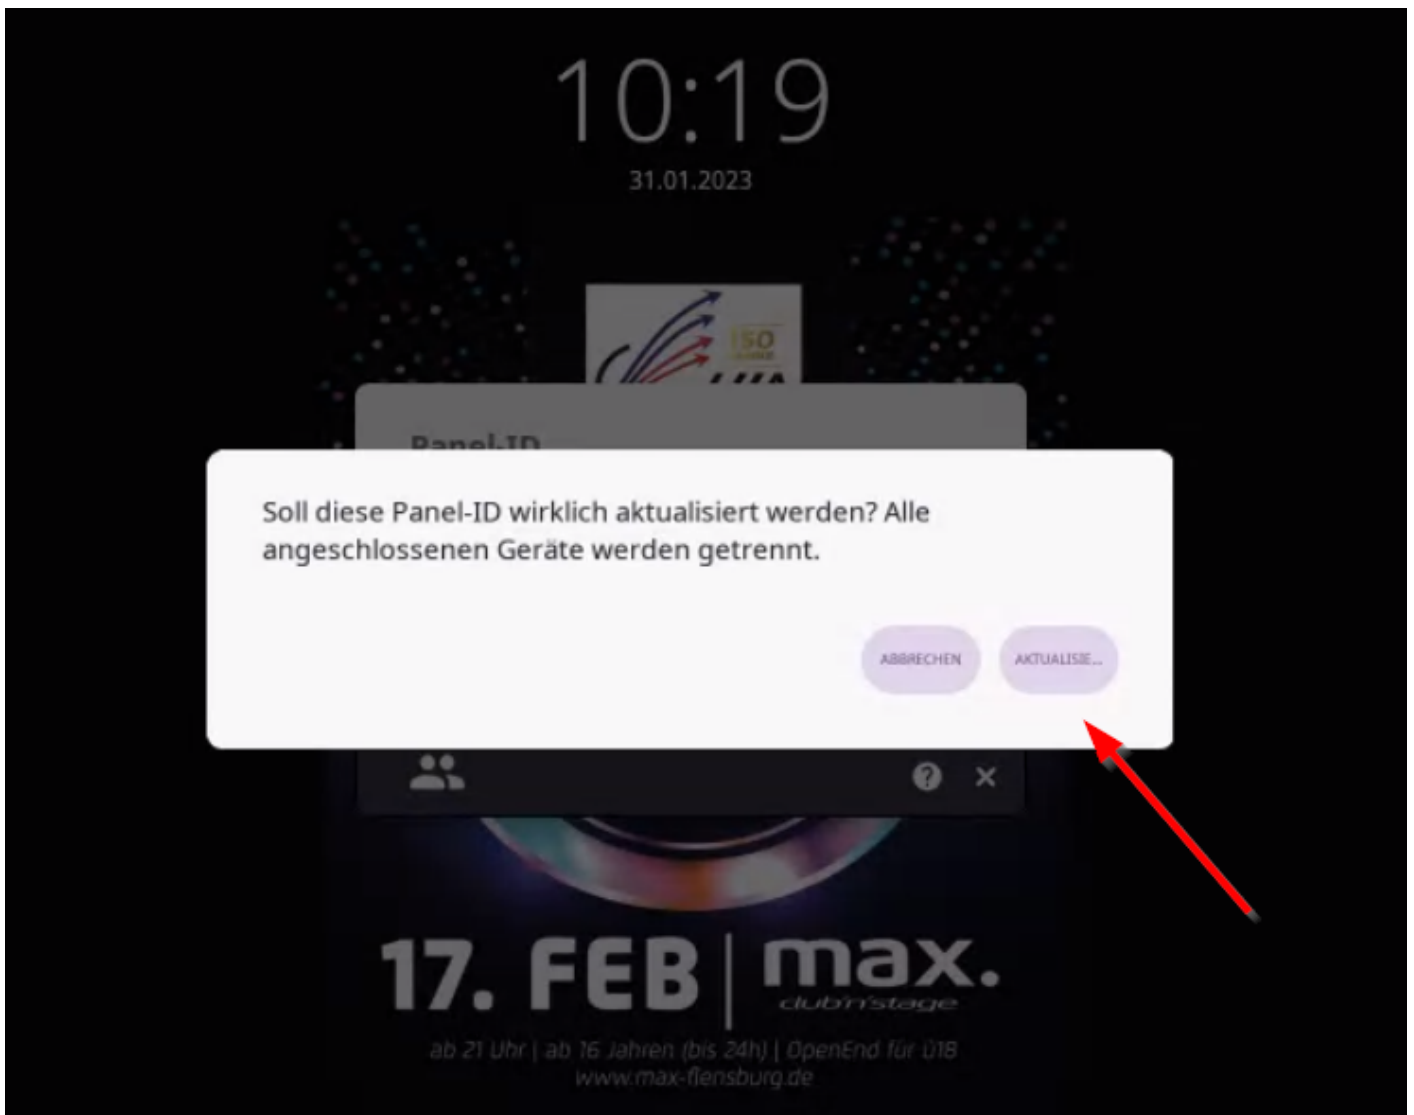 10:19
31.01.2023
150
JAHRE
Panel-ID
Soll diese Panel-ID wirklich aktualisiert werden? Alle
angeschlossenen Geräte werden getrennt.
ABBRECHEN
AKTUALISIE...
17. FEB | max.
club'n'stage
ab 21 Uhr | ab 16 Jahren (bis 24h) | OpenEnd für Ü18
www.max-flensburg.de